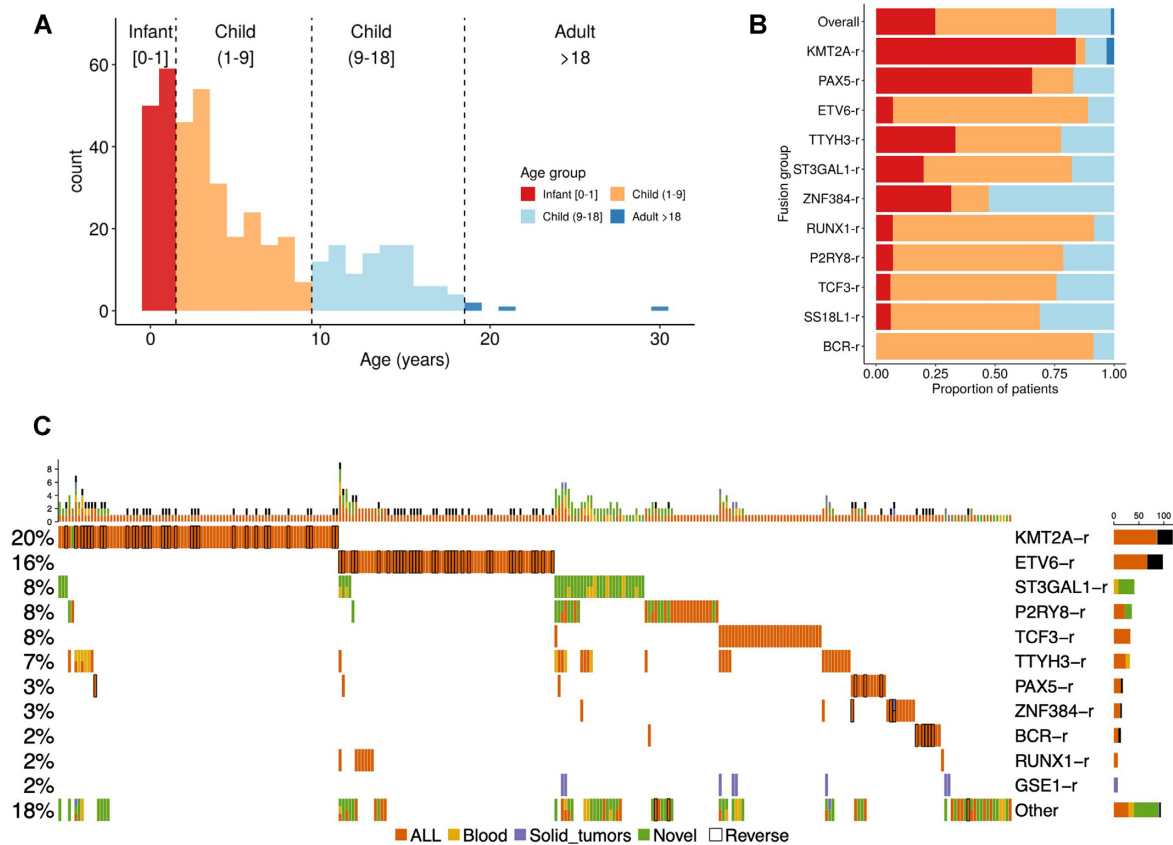 A
Infant
[0-1]
Child
(1-9]
Child
(9-18]
Adult
>18
60
40
20
0
count
0
10
20
30
Age (years)
Age group
Infant [0-1]
Child (1-9]
Child (9-18]
Adult >18
B
Fusion group
Overall
KMT2A-r
PAX5-r
ETV6-r
TTYH3-r
ST3GAL1-r
ZNF384-r
RUNX1-r
P2RY8-r
TCF3-r
SS18L1-r
BCR-r
0.00
0.25
0.50
0.75
1.00
Proportion of patients
C
8
6
4
2
0
0 50 100
20% KMT2A-r
16% ETV6-r
8% ST3GAL1-r
8% P2RY8-r
8% TCF3-r
7% TTYH3-r
3% PAX5-r
3% ZNF384-r
2% BCR-r
2% RUNX1-r
2% GSE1-r
18% Other
ALL Blood Solid_tumors Novel Reverse